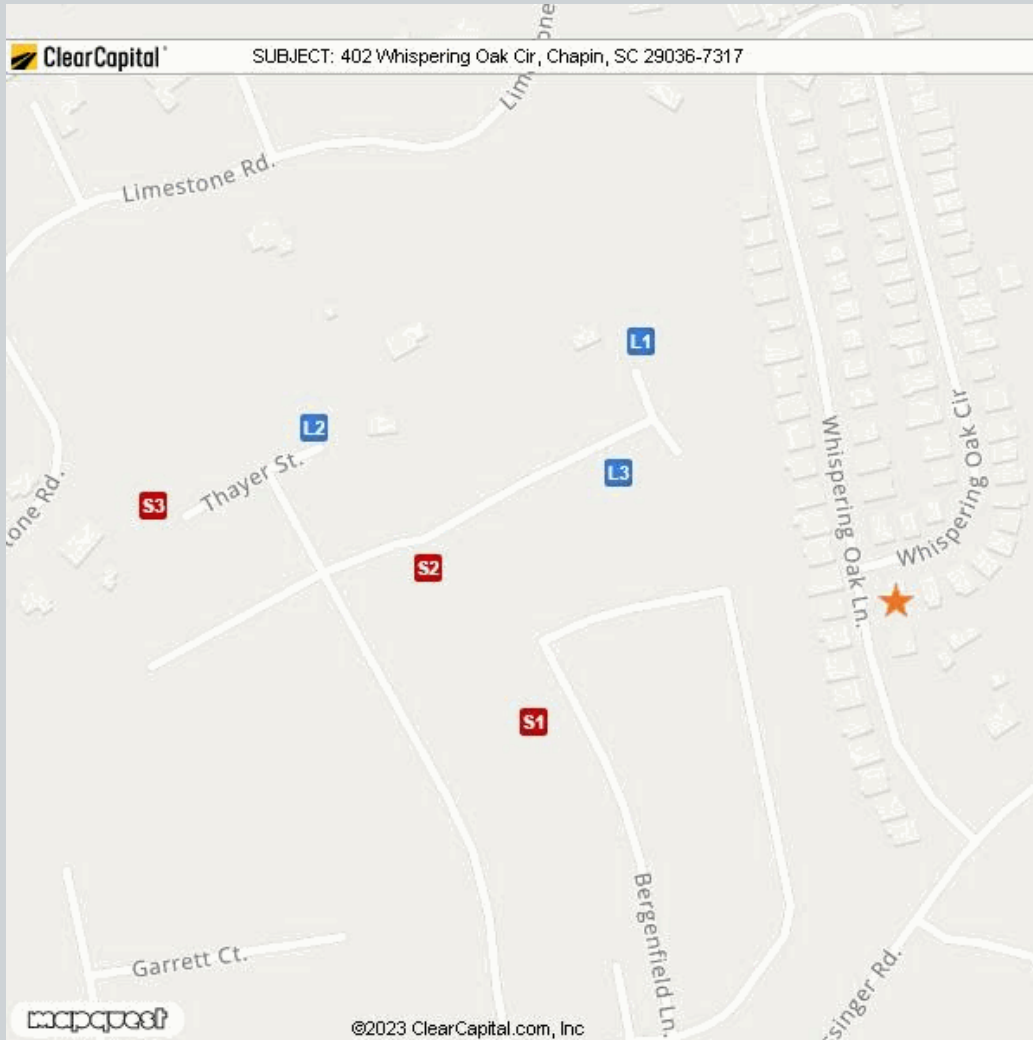 ClearCapital
SUBJECT: 402 Whispering Oak Cir, Chapin, SC 29036-7317
Limestone Rd.
L1
L2
Thayer St.
L3
S3
S2
S1
Whispering Oak Ln.
Whispering Oak Cir
Bergenfield Ln.
Garrett Ct.
Rd.
mapquest
©2023 ClearCapital.com, Inc